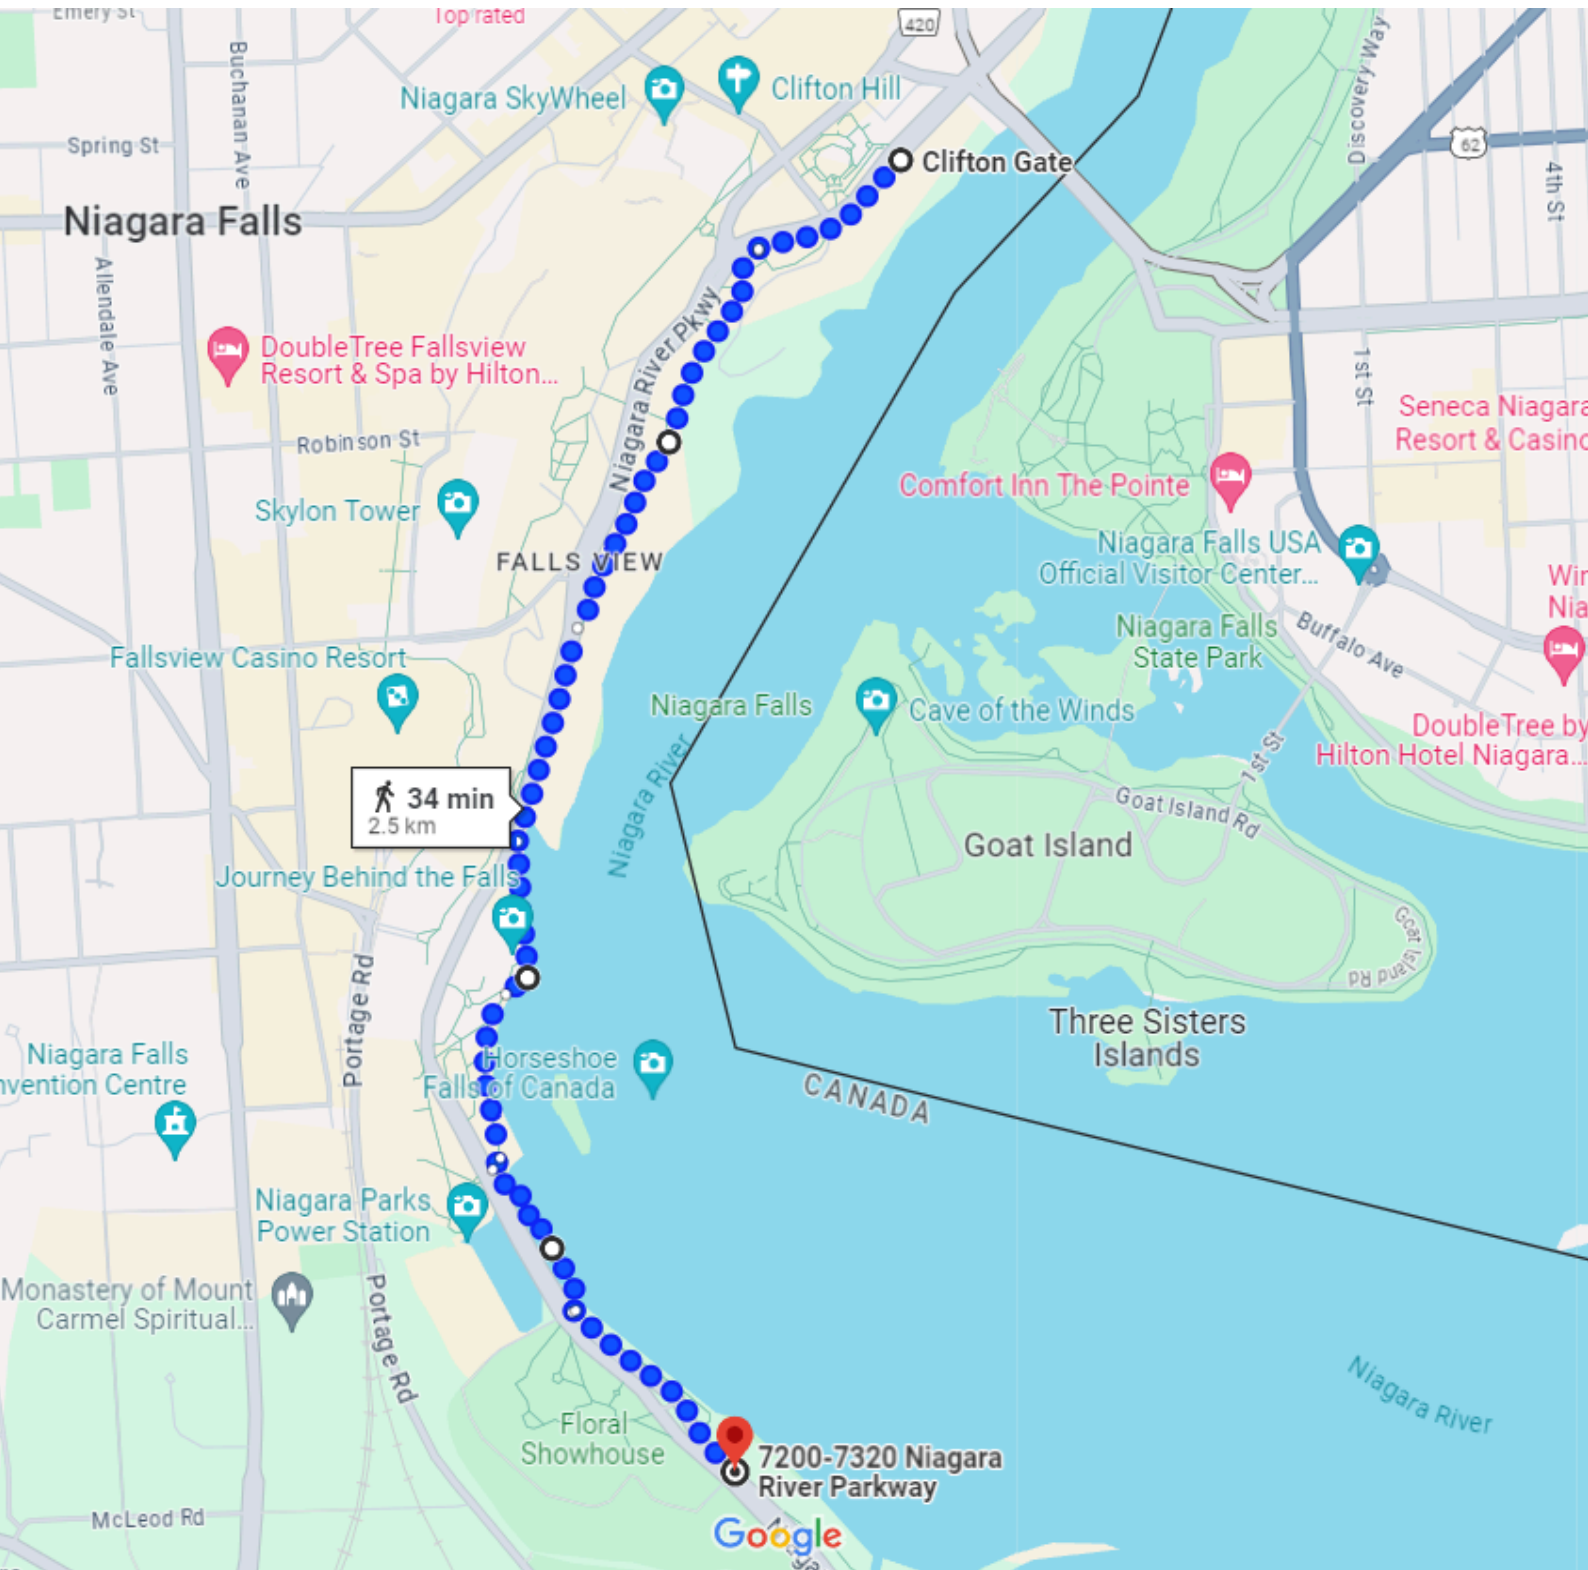 Emery St
Top rated
420
Buchanan Ave
Niagara SkyWheel
Clifton Hill
Discovery Way
62
Spring St
Clifton Gate
4th St
Niagara Falls
Allendale Ave
Niagara River Pkwy
DoubleTree Fallsview
Resort & Spa by Hilton...
1st St
Seneca Niagara
Resort & Casino
Robinson St
Comfort Inn The Pointe
Skylon Tower
FALLS VIEW
Niagara Falls USA
Official Visitor Center...
Niagara Falls
State Park
Buffalo Ave
Fallsview Casino Resort
Niagara Falls
Cave of the Winds
DoubleTree by
Hilton Hotel Niagara...
Niagara River
1st St
34 min
2.5 km
Goat Island Rd
Goat Island
Journey Behind the Falls
Goat Island Rd
Portage Rd
Three Sisters
Islands
Niagara Falls
nvention Centre
Horseshoe
Falls of Canada
CANADA
Niagara Parks
Power Station
Monastery of Mount
Carmel Spiritual...
Portage Rd
Niagara River
Floral
Showhouse
7200-7320 Niagara
River Parkway
McLeod Rd
Google